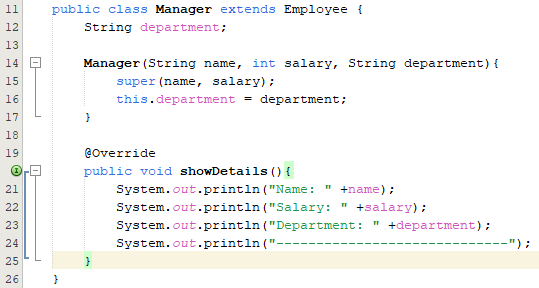 11 public class Manager extends Employee {
12 String department;
13
14 Manager(String name, int salary, String department){
15 super(name, salary);
16 this.department = department;
17 }
18
19 @Override
public void showDetails(){
21 System.out.println("Name: " +name);
22 System.out.println("Salary: " +salary);
23 System.out.println("Department: " +department);
24 System.out.println("-----------------------------");
25 }
26 }